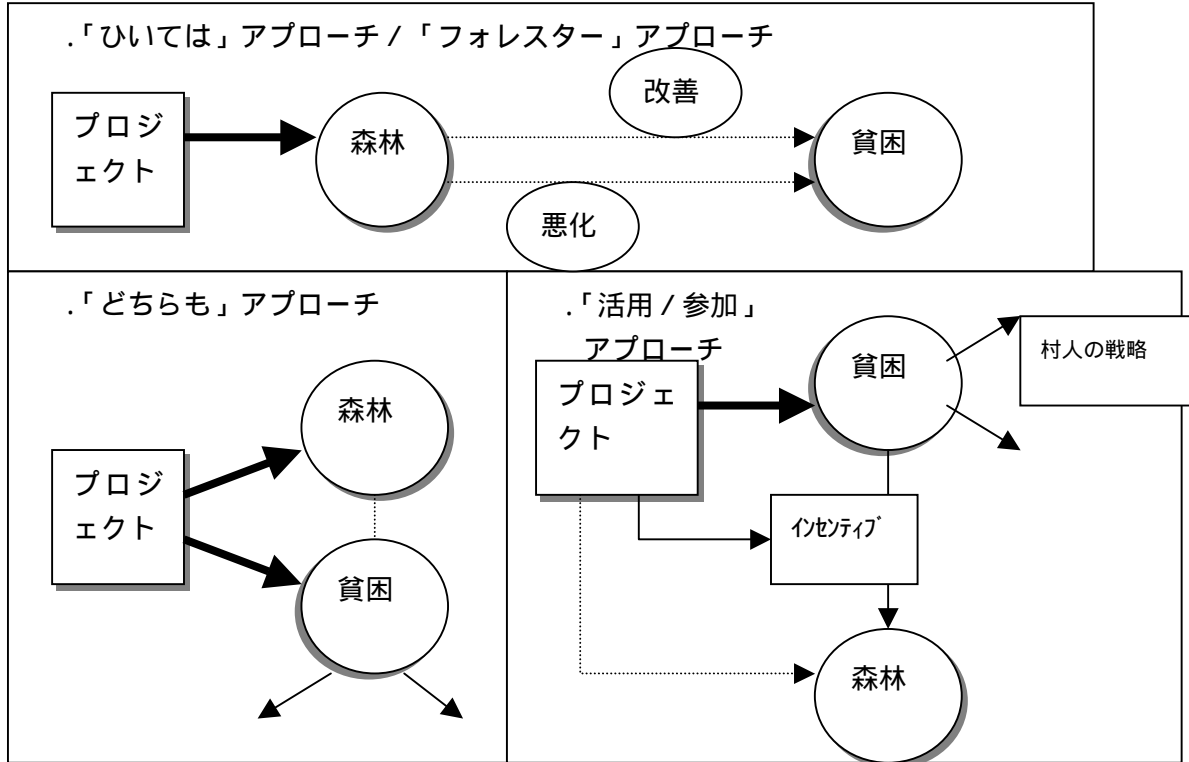 .「ひいては」アプローチ / 「フォレスター」アプローチ
改善
プロジ
ェクト
森林
貧困
悪化
.「どちらも」アプローチ
森林
プロジ
ェクト
貧困
.「活用 / 参加」
アプローチ
貧困
村人の戦略
プロジェ
クト
ｲﾝｾﾝﾃｨﾌﾞ
森林